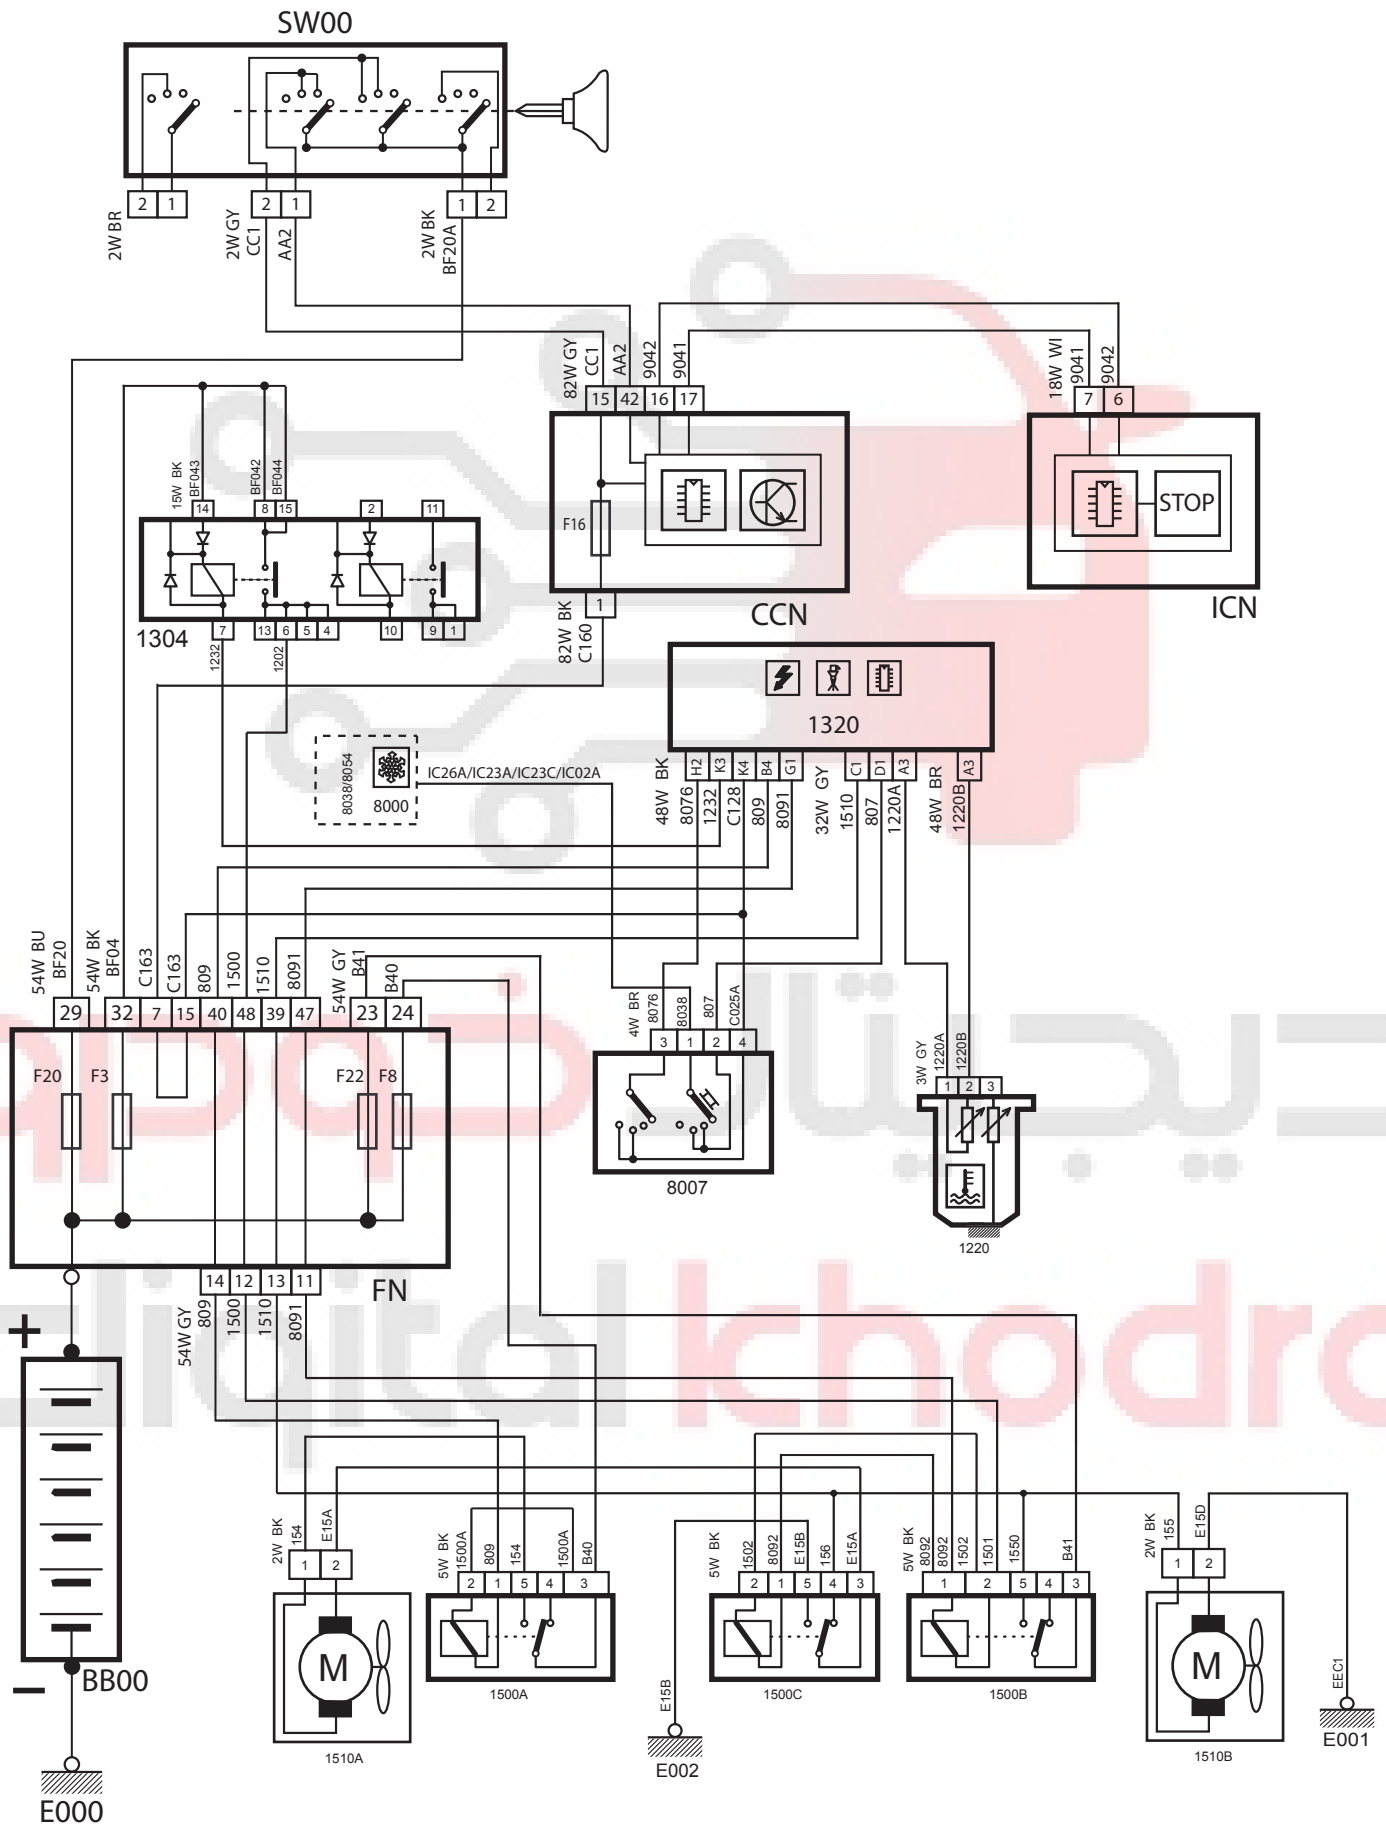 SW00
2 1 2 1 1 2
2W BR
2W GY
CC1
AA2
2W BK
BF20A
82W GY
CC1
AA2
9042
9041
18W WI
9041
9042
15 42 16 17
7 6
F16
STOP
CCN
ICN
1
82W BK
C160
15W BK
BF043
BF042
BF044
14 8 15 2 11
7 13 6 5 4 10 9 1
1304
1232
1202
1320
H2 K3 K4 B4 G1 C1 D1 A3 A3
48W BK
8076
1232
C128
809
8091
32W GY
1510
807
1220A
48W BR
1220B
8038/8054
8000
IC26A/IC23A/IC23C/IC02A
54W BU
BF20
54W BK
BF04
C163
C163
809
1500
1510
8091
54W GY
B41
B40
29 32 7 15 40 48 39 47 23 24
F20 F3 F22 F8
4W BR
8076
8038
807
C025A
3 1 2 4
8007
3W GY
1220A
1220B
1 2 3
1220
خودرو دیجیتال
14 12 13 11
FN
54W GY
809
1500
1510
8091
digital khodro
+
−
BB00
E000
2W BK
154
E15A
1 2
M
1510A
5W BK
1500A
809
154
1500A
B40
2 1 5 4 3
1500A
E15B
E002
5W BK
1502
8092
E15B
156
E15A
2 1 5 4 3
1500C
5W BK
8092
8092
1502
1501
1550
B41
1 2 5 4 3
1500B
2W BK
155
E15D
1 2
M
1510B
EEC1
E001